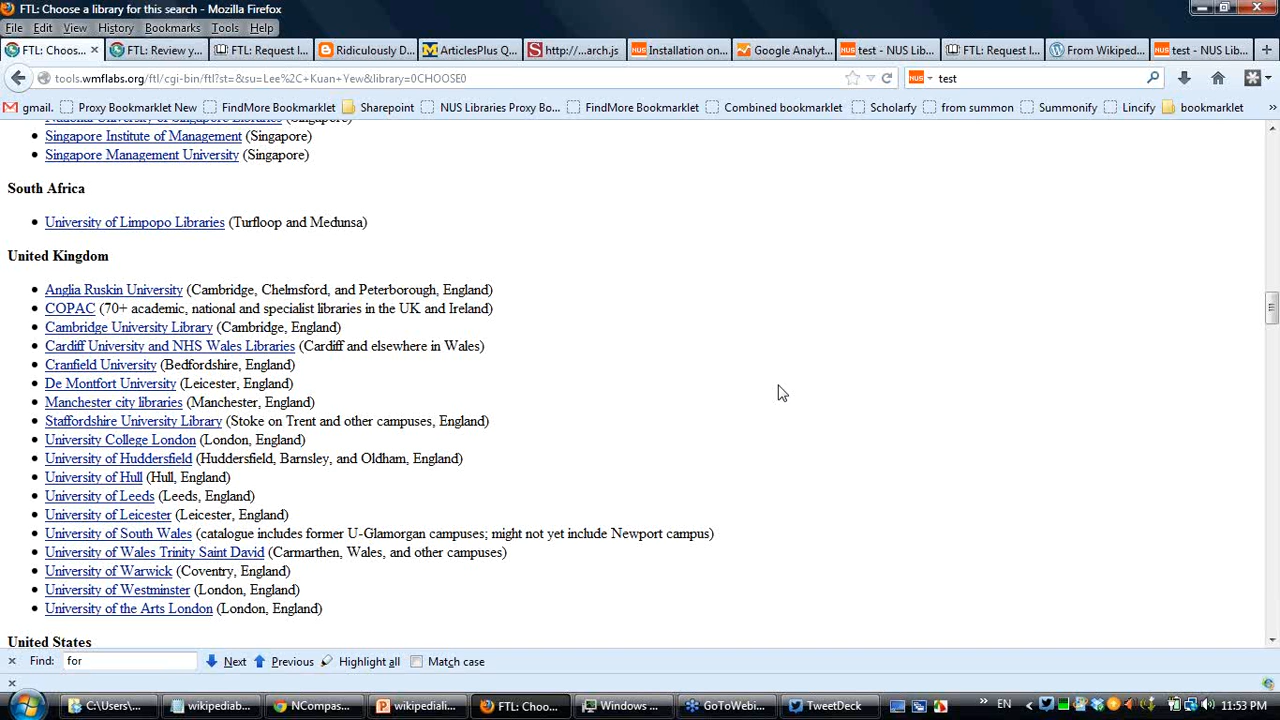 FTL: Choose a library for this search - Mozilla Firefox
File Edit View History Bookmarks Sharepoint Tools Help
FTL: Choos... FTL: Review y... FTL: Request I... Ridiculously D... ArticlesPlus Q... http://...arch.js Installation on... Google Analyt... test - NUS Lib... FTL: Request I... From Wikiped... test - NUS Lib...
tools.wmflabs.org/ftl/cgi-bin/ftl?st=&su=Lee%2C+Kuan+Yew&library=0CHOOSE0 test
gmail. Proxy Bookmarklet New FindMore Bookmarklet Sharepoint NUS Libraries Proxy Bo... FindMore Bookmarklet Combined bookmarklet Scholarfy from summon Summonify Lincify bookmarklet
National University of Singapore Libraries (Singapore)
Singapore Institute of Management (Singapore)
Singapore Management University (Singapore)
South Africa
University of Limpopo Libraries (Turfloop and Medunsa)
United Kingdom
Anglia Ruskin University (Cambridge, Chelmsford, and Peterborough, England)
COPAC (70+ academic, national and specialist libraries in the UK and Ireland)
Cambridge University Library (Cambridge, England)
Cardiff University and NHS Wales Libraries (Cardiff and elsewhere in Wales)
Cranfield University (Bedfordshire, England)
De Montfort University (Leicester, England)
Manchester city libraries (Manchester, England)
Staffordshire University Library (Stoke on Trent and other campuses, England)
University College London (London, England)
University of Huddersfield (Huddersfield, Barnsley, and Oldham, England)
University of Hull (Hull, England)
University of Leeds (Leeds, England)
University of Leicester (Leicester, England)
University of South Wales (catalogue includes former U-Glamorgan campuses; might not yet include Newport campus)
University of Wales Trinity Saint David (Carmarthen, Wales, and other campuses)
University of Warwick (Coventry, England)
University of Westminster (London, England)
University of the Arts London (London, England)
United States
Find: for Next Previous Highlight all Match case
C:\Users\... wikipediab... NCompas... wikipediali... FTL: Choo... Windows ... GoToWebi... TweetDeck EN 11:53 PM